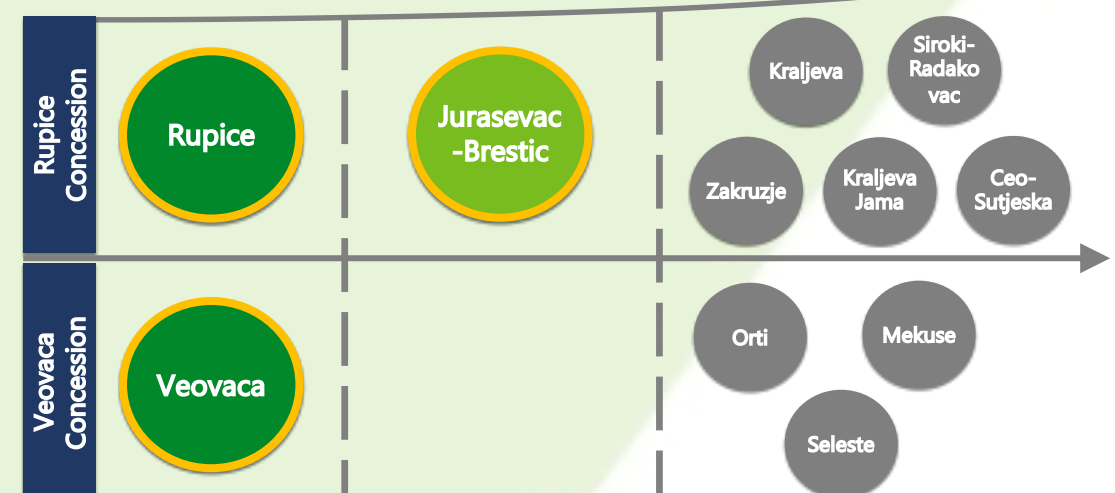 Rupice
Concession
Rupice
Jurasevac
-Brestic
Kraljeva
Siroki-
Radako
vac
Zakruzje
Kraljeva
Jama
Ceo-
Sutjeska
Veovaca
Concession
Veovaca
Orti
Mekuse
Seleste